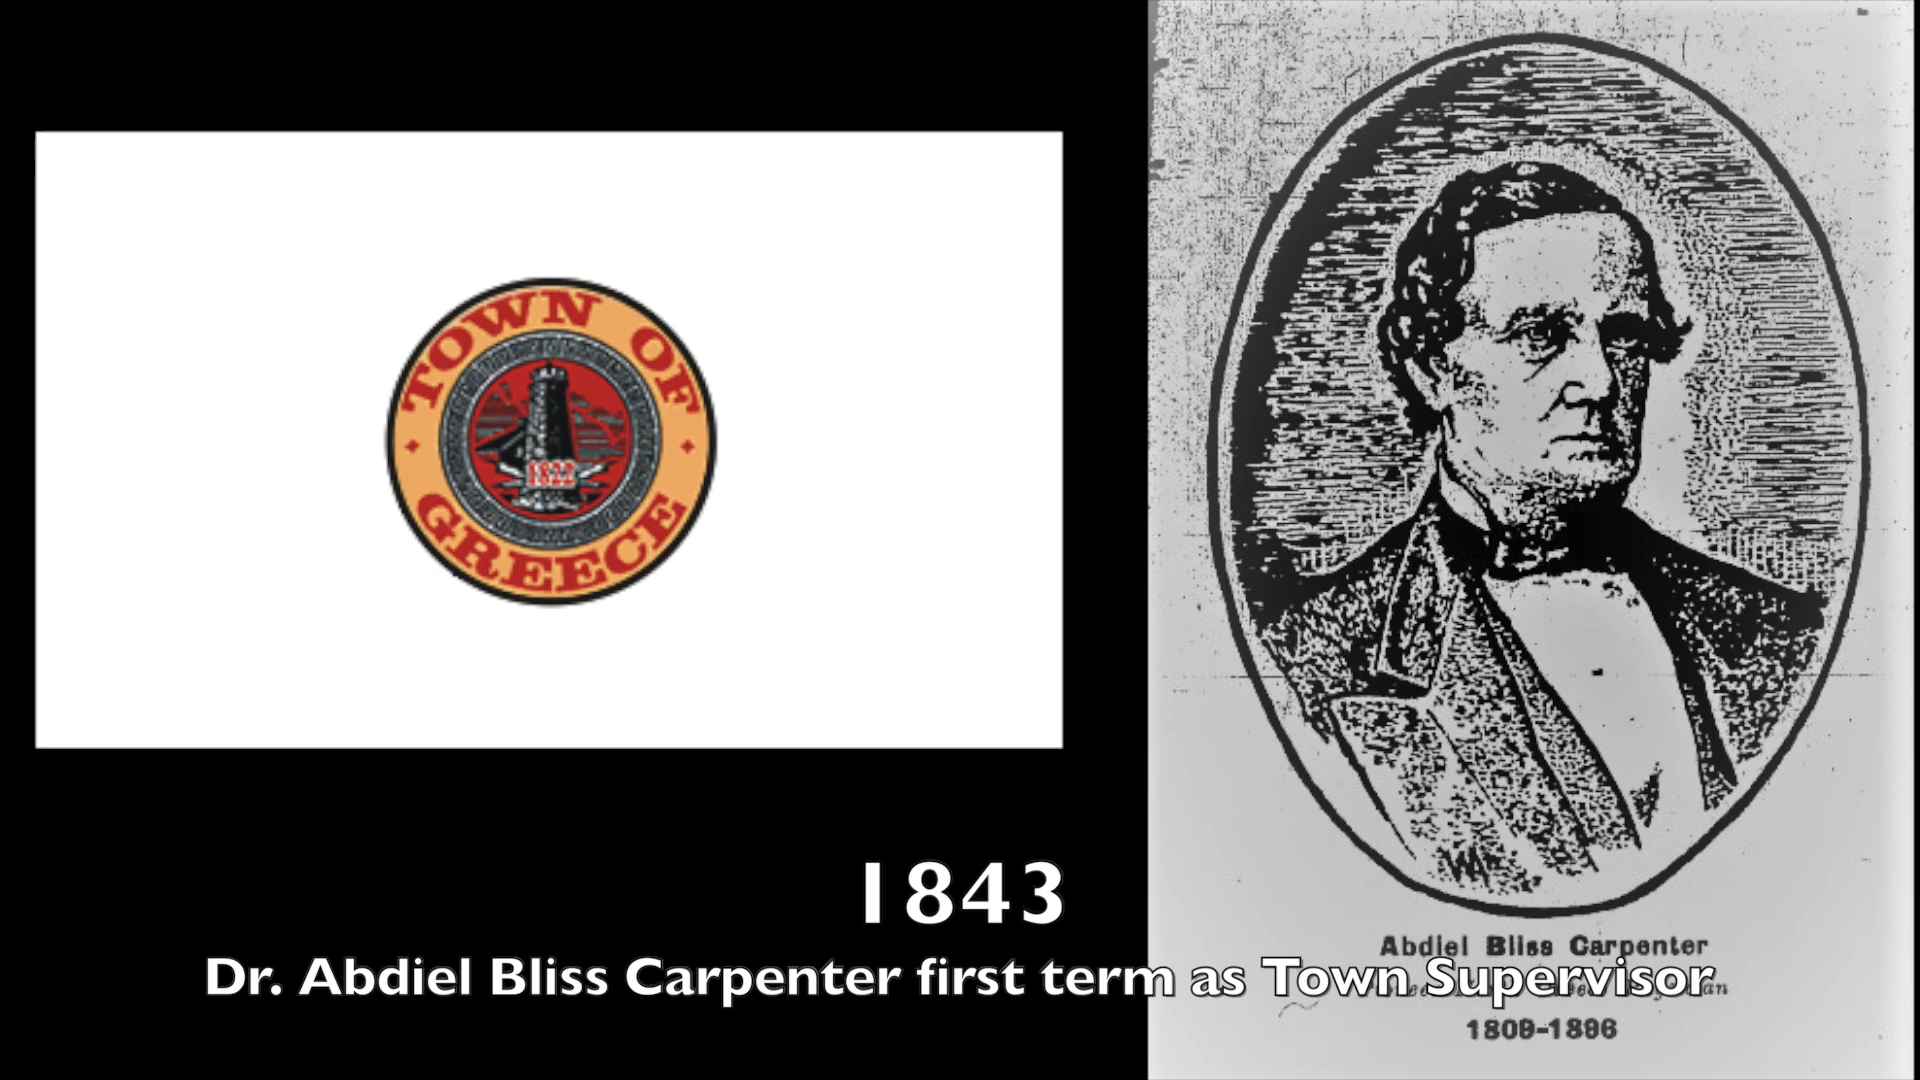 TOWN OF
1822
GREECE
1843
Dr. Abdiel Bliss Carpenter first term as Town Supervisor
Abdiel Bliss Carpenter
1809-1896